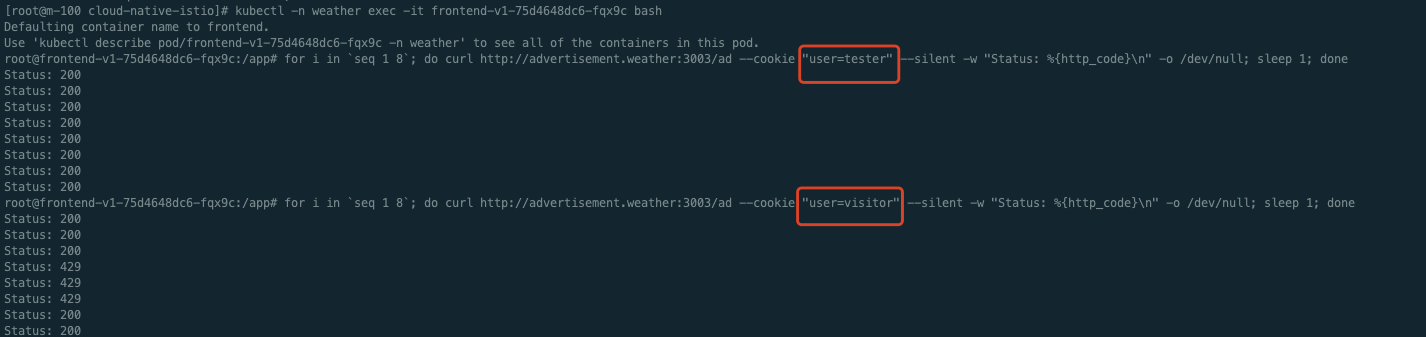 [root@m-100 cloud-native-istio]# kubectl -n weather exec -it frontend-v1-75d4648dc6-fqx9c bash
Defaulting container name to frontend.
Use 'kubectl describe pod/frontend-v1-75d4648dc6-fqx9c -n weather' to see all of the containers in this pod.
root@frontend-v1-75d4648dc6-fqx9c:/app# for i in `seq 1 8`; do curl http://advertisement.weather:3003/ad --cookie "user=tester" --silent -w "Status: %{http_code}\n" -o /dev/null; sleep 1; done
Status: 200
Status: 200
Status: 200
Status: 200
Status: 200
Status: 200
Status: 200
Status: 200
root@frontend-v1-75d4648dc6-fqx9c:/app# for i in `seq 1 8`; do curl http://advertisement.weather:3003/ad --cookie "user=visitor" --silent -w "Status: %{http_code}\n" -o /dev/null; sleep 1; done
Status: 200
Status: 200
Status: 200
Status: 429
Status: 429
Status: 429
Status: 200
Status: 200